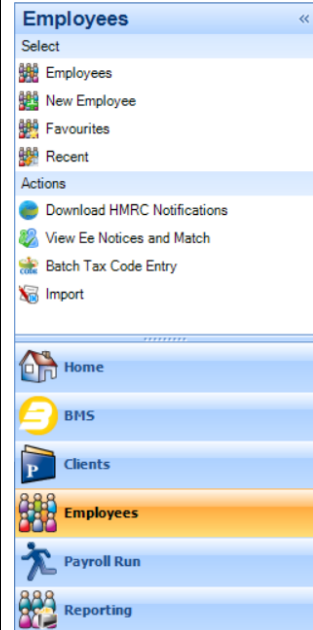 Employees «
Select
Employees
New Employee
Favourites
Recent
Actions
Download HMRC Notifications
View Ee Notices and Match
CODE Batch Tax Code Entry
Import
Home
B BMS
P Clients
Employees
Payroll Run
Reporting